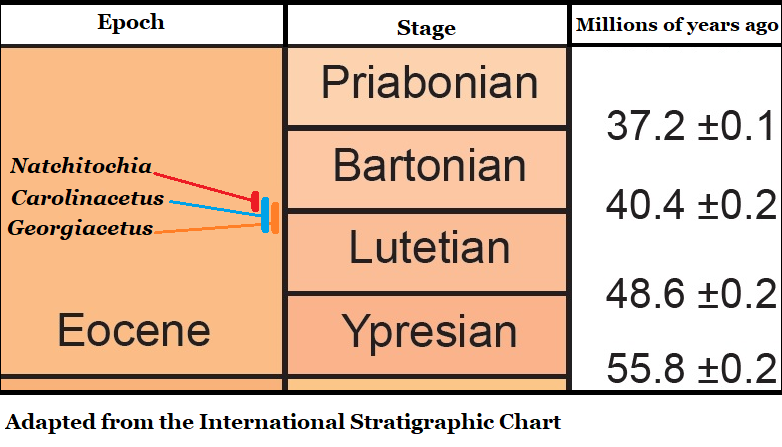 Epoch
Stage
Millions of years ago
Priabonian
37.2 ±0.1
Natchitochia
Bartonian
Carolinacetus
40.4 ±0.2
Georgiacetus
Lutetian
48.6 ±0.2
Eocene
Ypresian
55.8 ±0.2
Adapted from the International Stratigraphic Chart